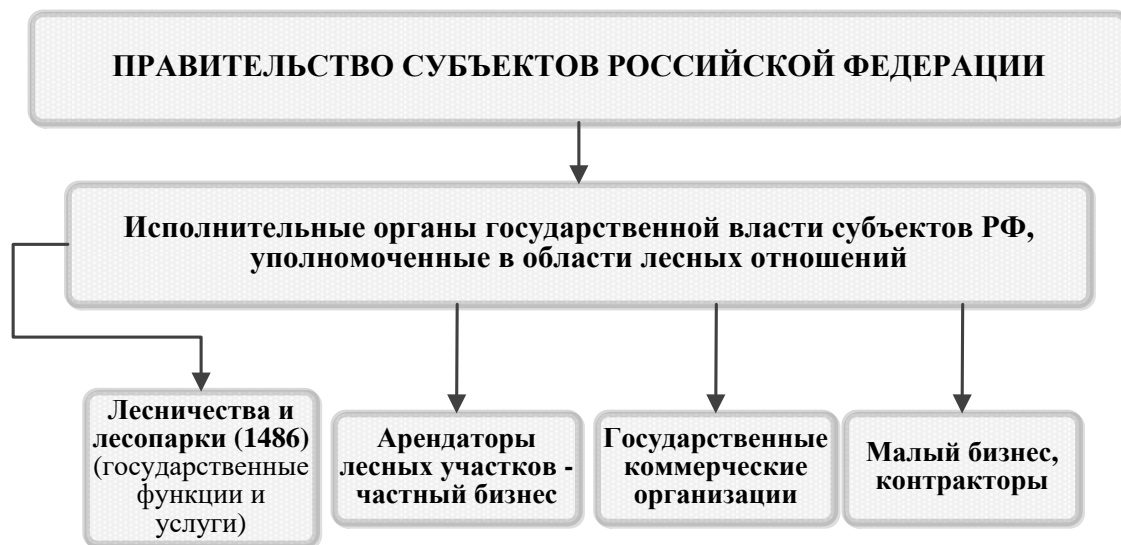 ПРАВИТЕЛЬСТВО СУБЪЕКТОВ РОССИЙСКОЙ ФЕДЕРАЦИИ
Исполнительные органы государственной власти субъектов РФ,
уполномоченные в области лесных отношений
Лесничества и
лесопарки (1486)
(государственные
функции и
услуги)
Арендаторы
лесных участков -
частный бизнес
Государственные
коммерческие
организации
Малый бизнес,
контракторы